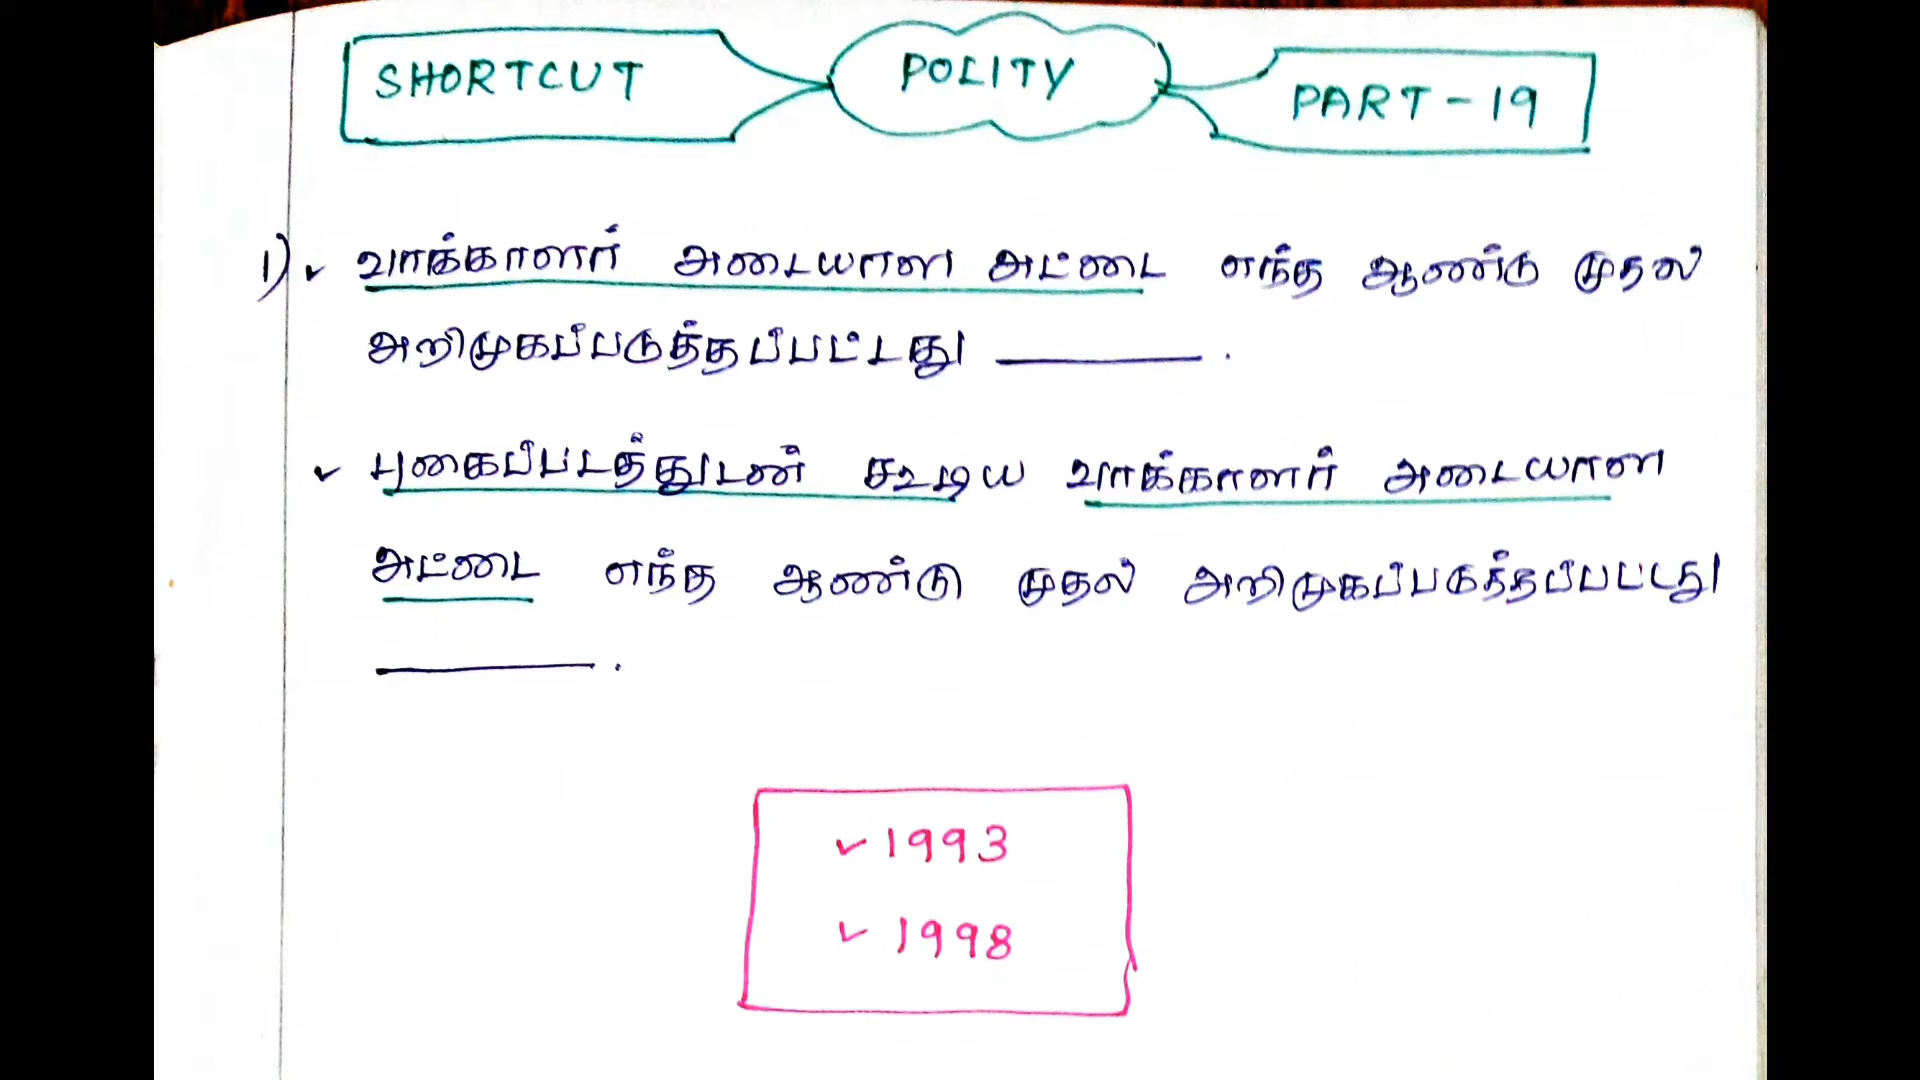 SHORTCUT POLITY PART-19
1) ✓ வாக்காளர் அடையாள அட்டை எந்த ஆண்டு முதல்
அறிமுகப்படுத்தப்பட்டது ________ .
✓ புகைப்படத்துடன் கூடிய வாக்காளர் அடையாள
அட்டை எந்த ஆண்டு முதல் அறிமுகப்படுத்தப்பட்டது
________ .
✓ 1993
✓ 1998